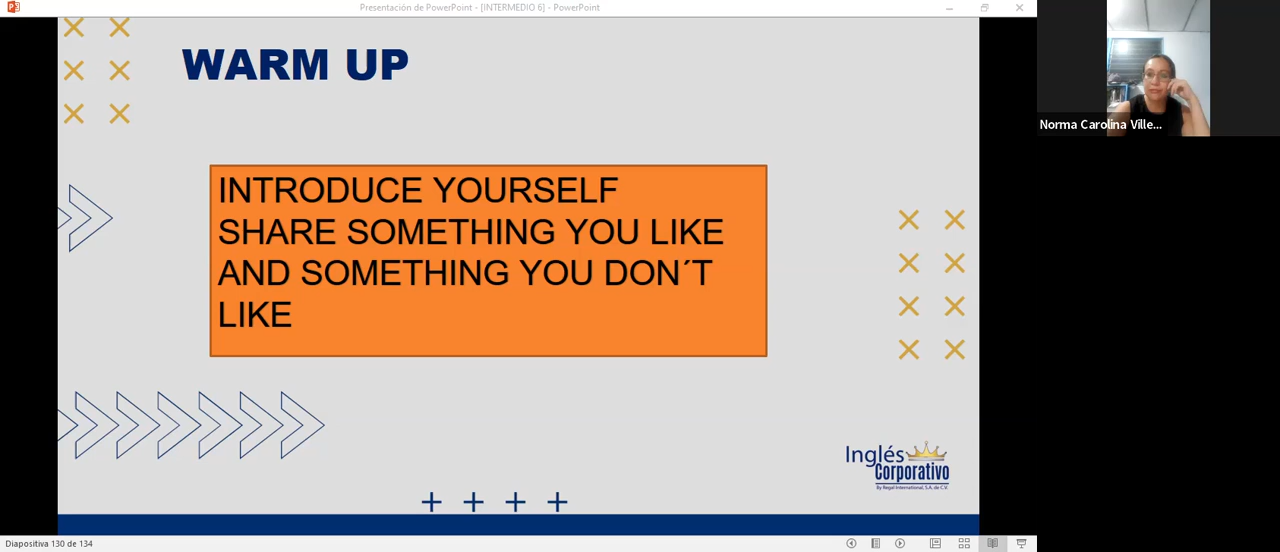 Presentación de PowerPoint - [INTERMEDIO 6] - PowerPoint
WARM UP
INTRODUCE YOURSELF
SHARE SOMETHING YOU LIKE
AND SOMETHING YOU DON´T
LIKE
Norma Carolina Ville...
Inglés
Corporativo
By Regal International, S.A. de C.V.
Diapositiva 130 de 134